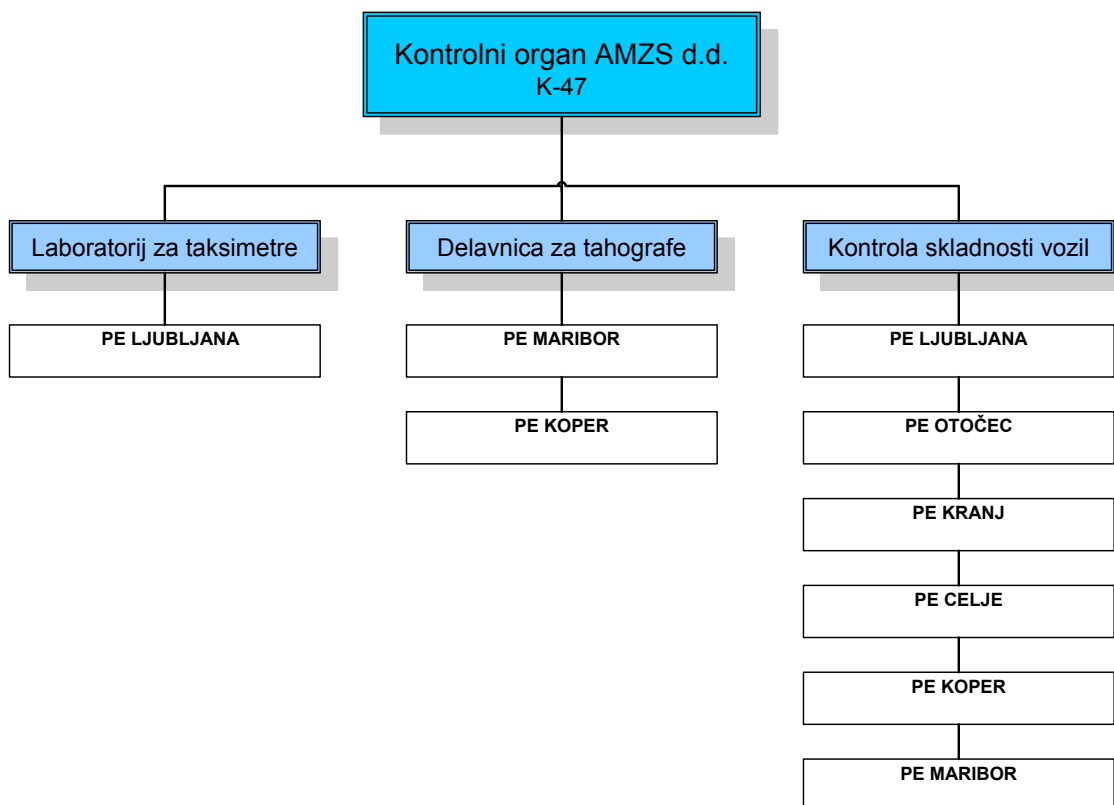 Kontrolni organ AMZS d.d.
K-47
Laboratorij za taksimetre
PE LJUBLJANA
Delavnica za tahografe
PE MARIBOR
PE KOPER
Kontrola skladnosti vozil
PE LJUBLJANA
PE OTOČEC
PE KRANJ
PE CELJE
PE KOPER
PE MARIBOR